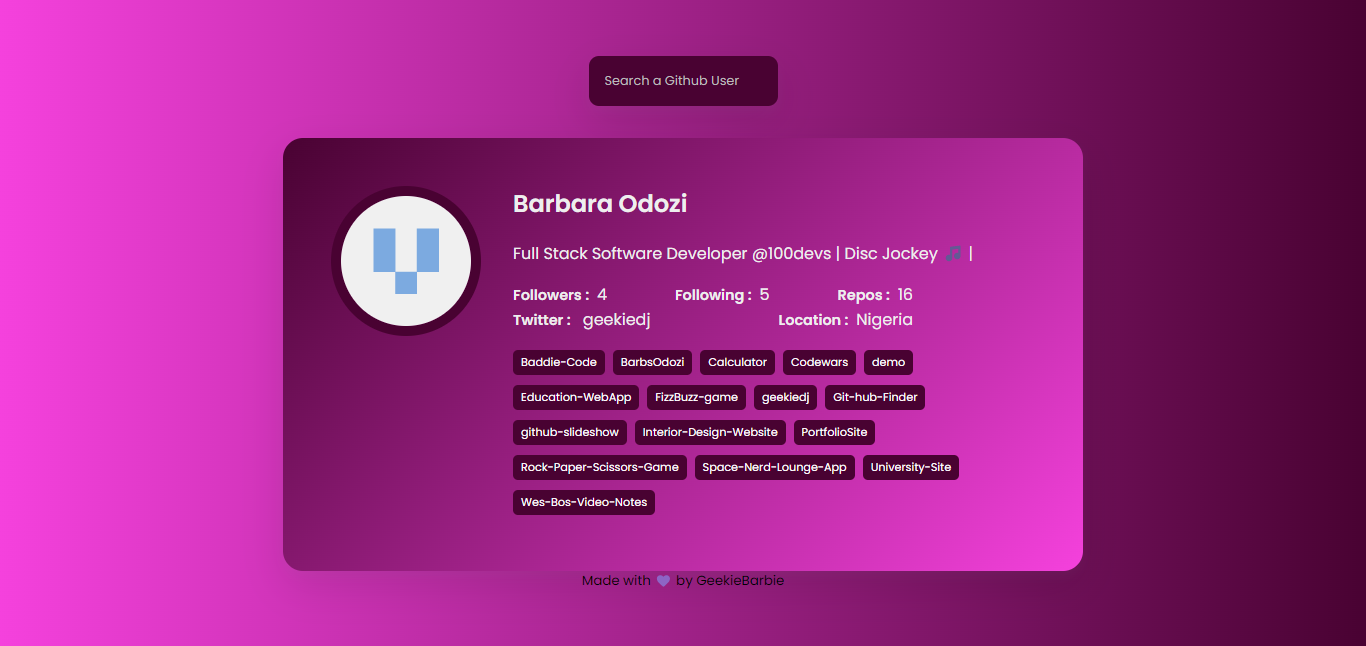 Search a Github User
Barbara Odozi
Full Stack Software Developer @100devs | Disc Jockey 🎵 |
Followers : 4 Following : 5 Repos : 16
Twitter : geekiedj Location : Nigeria
Baddie-Code BarbsOdozi Calculator Codewars demo
Education-WebApp FizzBuzz-game geekiedj Git-hub-Finder
github-slideshow Interior-Design-Website PortfolioSite
Rock-Paper-Scissors-Game Space-Nerd-Lounge-App University-Site
Wes-Bos-Video-Notes
Made with 💜 by GeekieBarbie